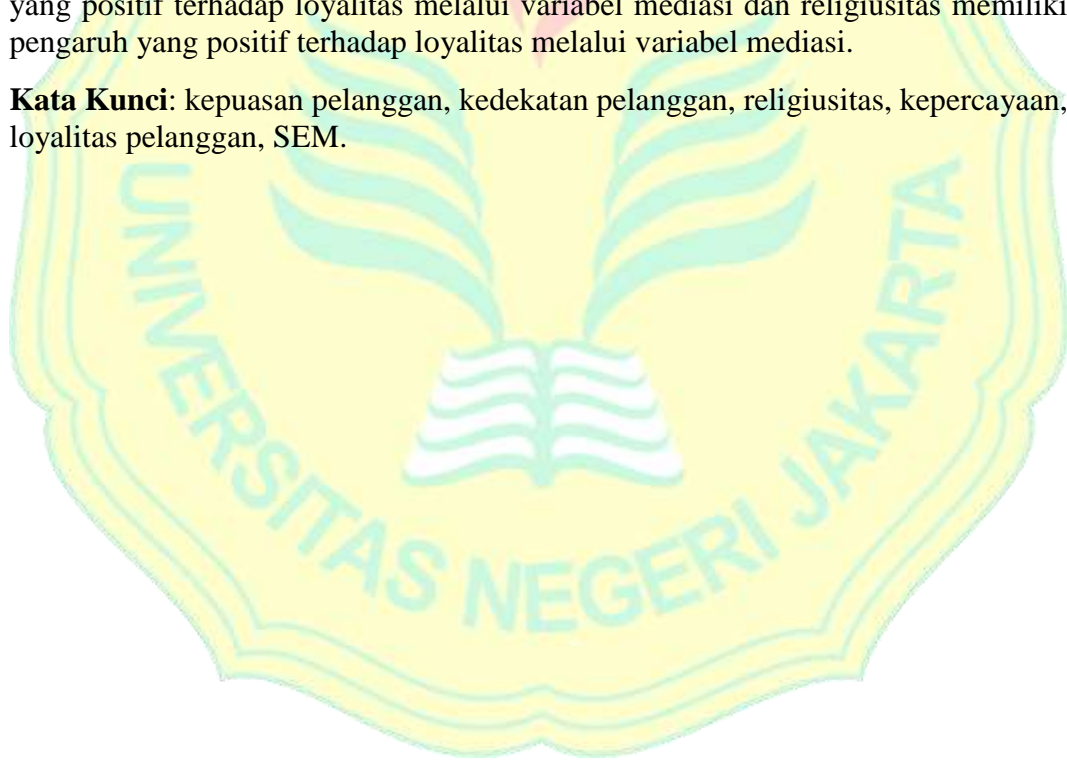 yang positif terhadap loyalitas melalui variabel mediasi dan religiusitas memiliki
pengaruh yang positif terhadap loyalitas melalui variabel mediasi.
Kata Kunci: kepuasan pelanggan, kedekatan pelanggan, religiusitas, kepercayaan,
loyalitas pelanggan, SEM.
UNIVERSITAS NEGERI JAKARTA